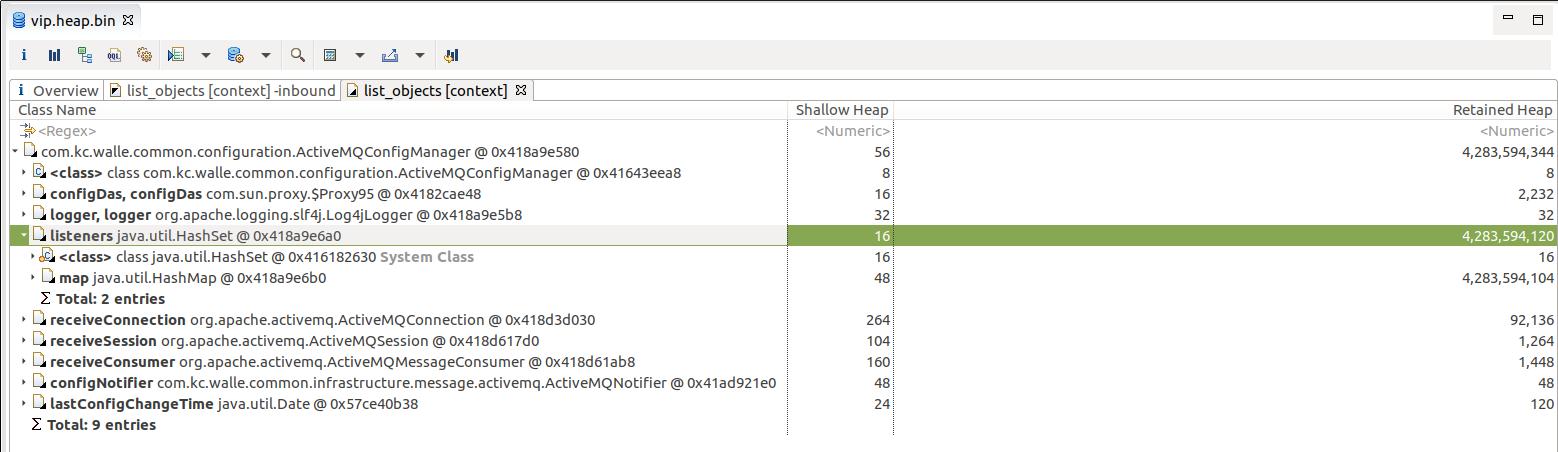 vip.heap.bin
i OQL
i Overview list_objects [context] -inbound list_objects [context]
Class Name Shallow Heap Retained Heap
<Regex> <Numeric> <Numeric>
com.kc.walle.common.configuration.ActiveMQConfigManager @ 0x418a9e580 56 4,283,594,344
<class> class com.kc.walle.common.configuration.ActiveMQConfigManager @ 0x41643eea8 8 8
configDas, configDas com.sun.proxy.$Proxy95 @ 0x4182cae48 16 2,232
logger, logger org.apache.logging.slf4j.Log4jLogger @ 0x418a9e5b8 32 32
listeners java.util.HashSet @ 0x418a9e6a0 16 4,283,594,120
<class> class java.util.HashSet @ 0x416182630 System Class 16 16
map java.util.HashMap @ 0x418a9e6b0 48 4,283,594,104
Σ Total: 2 entries
receiveConnection org.apache.activemq.ActiveMQConnection @ 0x418d3d030 264 92,136
receiveSession org.apache.activemq.ActiveMQSession @ 0x418d617d0 104 1,264
receiveConsumer org.apache.activemq.ActiveMQMessageConsumer @ 0x418d61ab8 160 1,448
configNotifier com.kc.walle.common.infrastructure.message.activemq.ActiveMQNotifier @ 0x41ad921e0 48 48
lastConfigChangeTime java.util.Date @ 0x57ce40b38 24 120
Σ Total: 9 entries